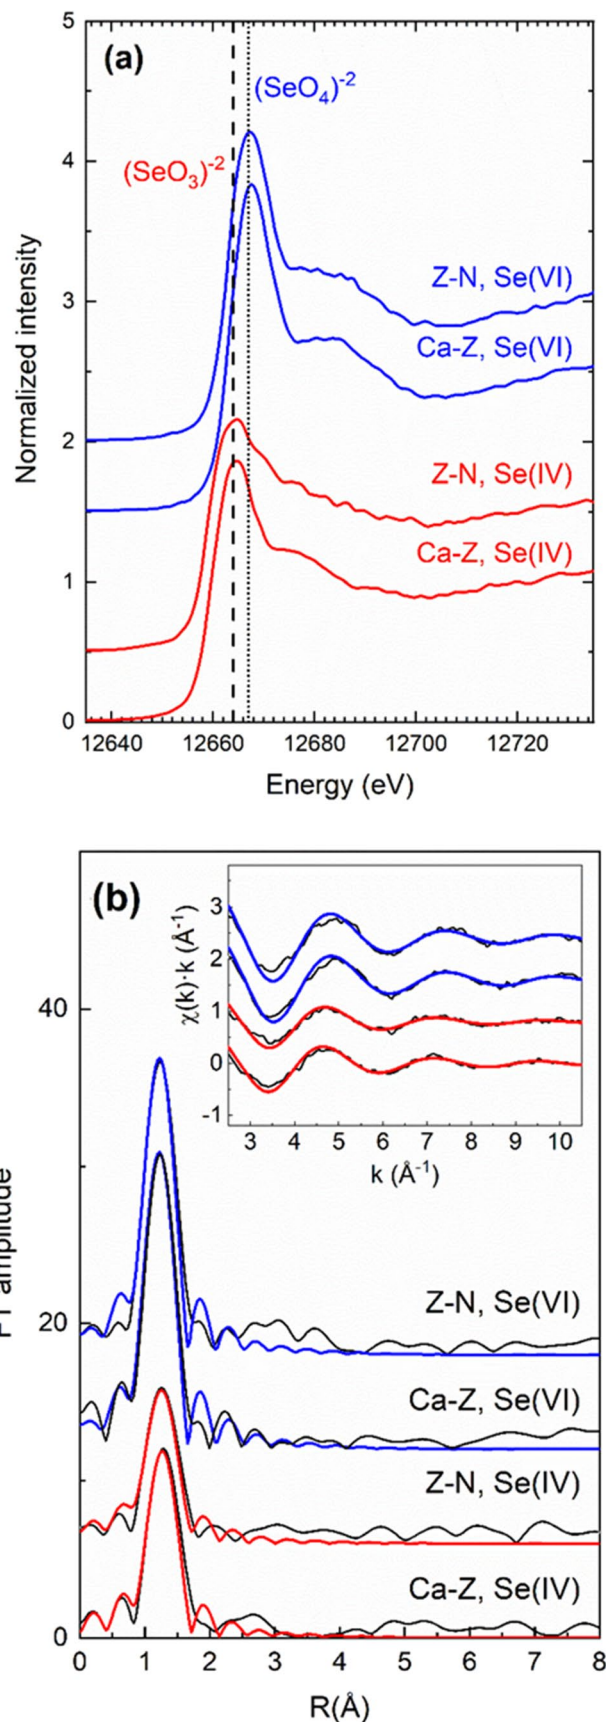 (a)
5
4
3
2
1
0
(SeO₄)⁻²
(SeO₃)⁻²
Z-N, Se(VI)
Ca-Z, Se(VI)
Z-N, Se(IV)
Ca-Z, Se(IV)
Normalized intensity
12640 12660 12680 12700 12720
Energy (eV)
(b)
3
2
1
0
-1
χ(k)·k (Å⁻¹)
3 4 5 6 7 8 9 10
k (Å⁻¹)
40
20
0
Z-N, Se(VI)
Ca-Z, Se(VI)
Z-N, Se(IV)
Ca-Z, Se(IV)
amplitude
0 1 2 3 4 5 6 7 8
R(Å)